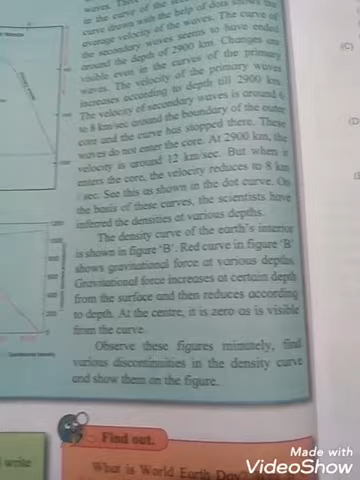 waves.
in the curve of the
curve drawn with the help of dots shows the
average velocity of the waves. The curve of
the secondary waves seems to have ended
around the depth of 2900 km. Changes are
visible even in the curves of the primary
waves. The velocity of the primary waves
increases according to depth till 2900 km.
The velocity of secondary waves is around 6
to 8 km/sec around the boundary of the outer
core and the curve has stopped there. These
waves do not enter the core. At 2900 km, the
velocity is around 12 km/sec. But when it
enters the core, the velocity reduces to 8 km
/sec. See this as shown in the dot curve. On
the basis of these curves, the scientists have
inferred the densities at various depths.
The density curve of the earth's interior
is shown in figure 'B'. Red curve in figure 'B'
shows gravitational force at various depths.
Gravitational force increases at certain depth
from the surface and then reduces according
to depth. At the centre, it is zero as is visible
from the curve.
Observe these figures minutely, find
various discontinuities in the density curve
and show them on the figure.
Find out.
write
What is World Earth Day?
Made with
VideoShow